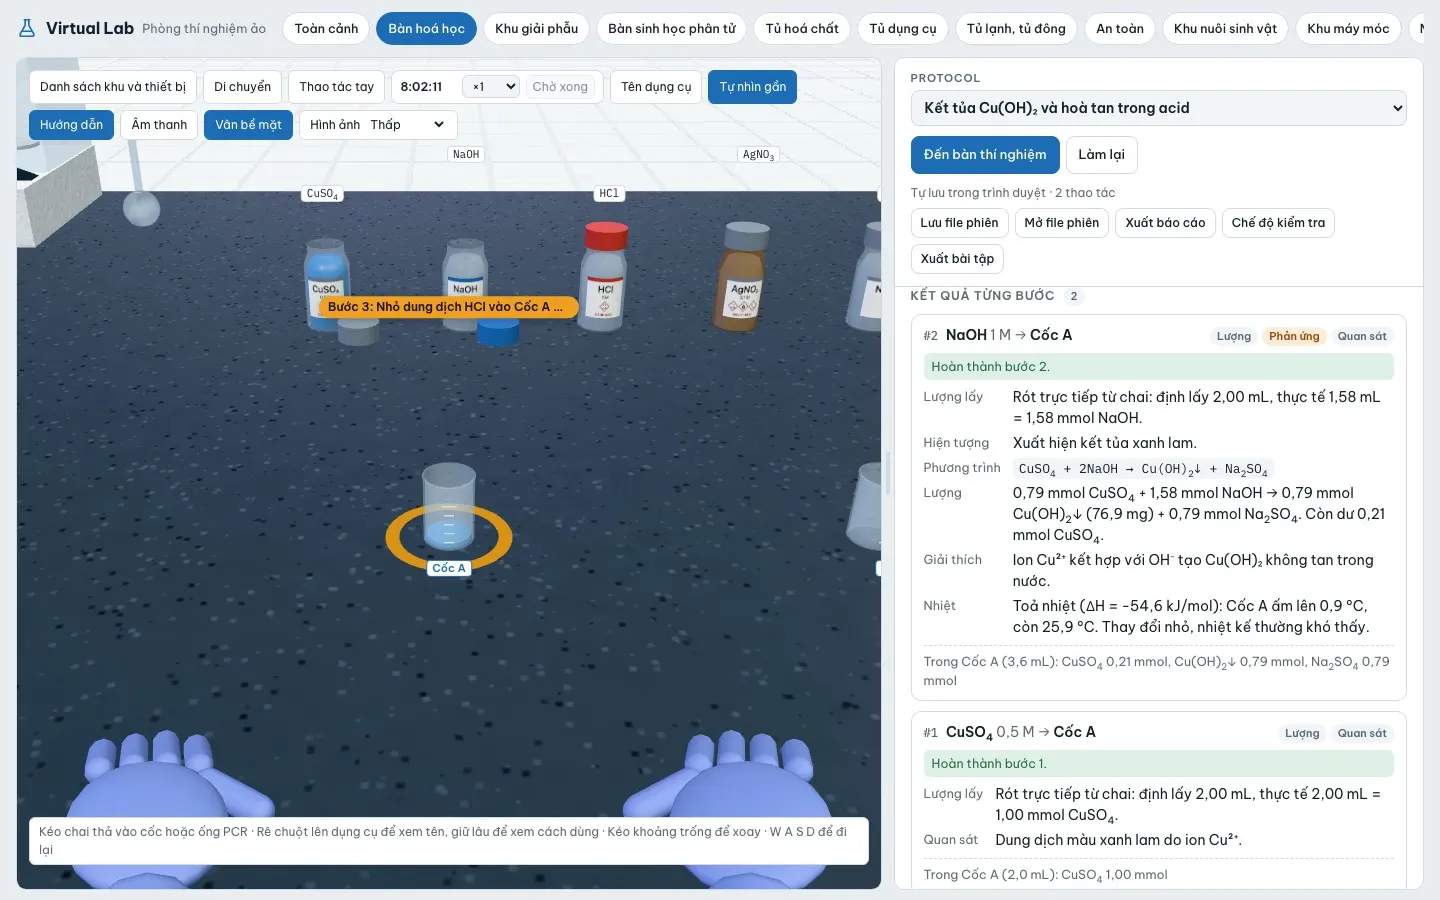 Virtual Lab Phòng thí nghiệm ảo
Toàn cảnh
Bàn hoá học
Khu giải phẫu
Bàn sinh học phân tử
Tủ hoá chất
Tủ dụng cụ
Tủ lạnh, tủ đông
An toàn
Khu nuôi sinh vật
Khu máy móc
Danh sách khu và thiết bị
Di chuyển
Thao tác tay
8:02:11
×1
Chờ xong
Tên dụng cụ
Tự nhìn gần
Hướng dẫn
Âm thanh
Vân bề mặt
Hình ảnh Thấp
NaOH
AgNO₃
CuSO₄
HCl
CuSO₄
NaOH
HCl
AgNO₃
Bước 3: Nhỏ dung dịch HCl vào Cốc A ...
Cốc A
Kéo chai thả vào cốc hoặc ống PCR · Rê chuột lên dụng cụ để xem tên, giữ lâu để xem cách dùng · Kéo khoảng trống để xoay · W A S D để đi
lại
PROTOCOL
Kết tủa Cu(OH)₂ và hoà tan trong acid
Đến bàn thí nghiệm
Làm lại
Tự lưu trong trình duyệt · 2 thao tác
Lưu file phiên
Mở file phiên
Xuất báo cáo
Chế độ kiểm tra
Xuất bài tập
KẾT QUẢ TỪNG BƯỚC 2
#2 NaOH 1 M → Cốc A
Lượng Phản ứng Quan sát
Hoàn thành bước 2.
Lượng lấy Rót trực tiếp từ chai: định lấy 2,00 mL, thực tế 1,58 mL
= 1,58 mmol NaOH.
Hiện tượng Xuất hiện kết tủa xanh lam.
Phương trình CuSO₄ + 2NaOH → Cu(OH)₂↓ + Na₂SO₄
Lượng 0,79 mmol CuSO₄ + 1,58 mmol NaOH → 0,79 mmol
Cu(OH)₂↓ (76,9 mg) + 0,79 mmol Na₂SO₄. Còn dư 0,21
mmol CuSO₄.
Giải thích Ion Cu²⁺ kết hợp với OH⁻ tạo Cu(OH)₂ không tan trong
nước.
Nhiệt Toả nhiệt (ΔH = -54,6 kJ/mol): Cốc A ấm lên 0,9 °C,
còn 25,9 °C. Thay đổi nhỏ, nhiệt kế thường khó thấy.
Trong Cốc A (3,6 mL): CuSO₄ 0,21 mmol, Cu(OH)₂↓ 0,79 mmol, Na₂SO₄ 0,79
mmol
#1 CuSO₄ 0,5 M → Cốc A
Lượng Quan sát
Hoàn thành bước 1.
Lượng lấy Rót trực tiếp từ chai: định lấy 2,00 mL, thực tế 2,00 mL =
1,00 mmol CuSO₄.
Quan sát Dung dịch màu xanh lam do ion Cu²⁺.
Trong Cốc A (2,0 mL): CuSO₄ 1,00 mmol